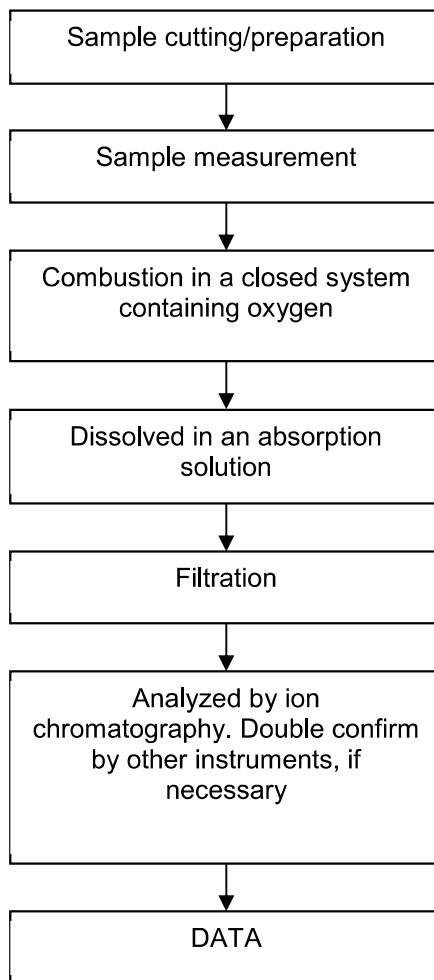 Sample cutting/preparation
Sample measurement
Combustion in a closed system
containing oxygen
Dissolved in an absorption
solution
Filtration
Analyzed by ion
chromatography. Double confirm
by other instruments, if
necessary
DATA